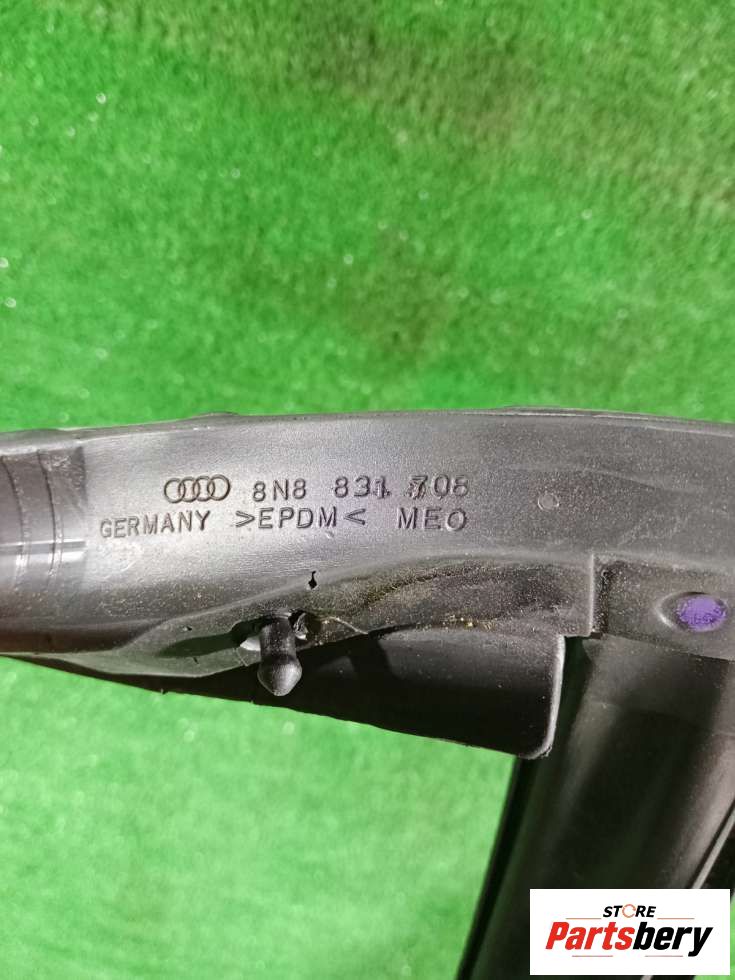 8N8 831 708
GERMANY >EPDM< MEO
STORE
Partsbery